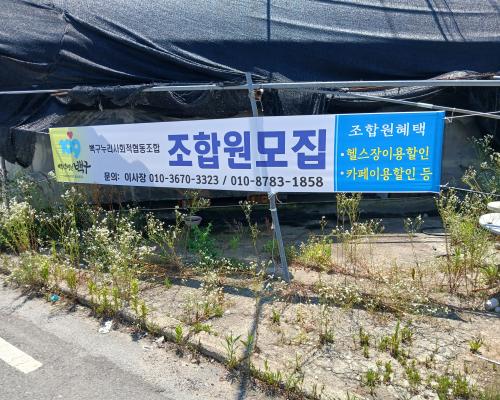 북구누리사회적협동조합
조합원모집
문의: 이사장 010-3670-3323 / 010-8783-1858
조합원혜택
• 헬스장이용할인
• 카페이용할인 등